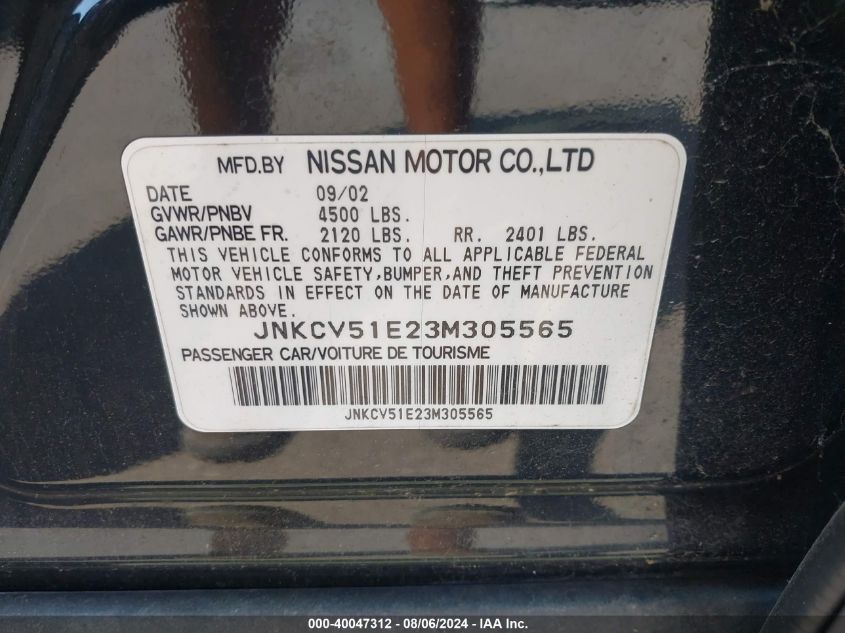 MFD.BY NISSAN MOTOR CO.,LTD
DATE 09/02
GVWR/PNBV 4500 LBS.
GAWR/PNBE FR. 2120 LBS. RR. 2401 LBS.
THIS VEHICLE CONFORMS TO ALL APPLICABLE FEDERAL
MOTOR VEHICLE SAFETY,BUMPER,AND THEFT PREVENTION
STANDARDS IN EFFECT ON THE DATE OF MANUFACTURE
SHOWN ABOVE.
JNKCV51E23M305565
PASSENGER CAR/VOITURE DE TOURISME
JNKCV51E23M305565
000-40047312 - 08/06/2024 - IAA Inc.